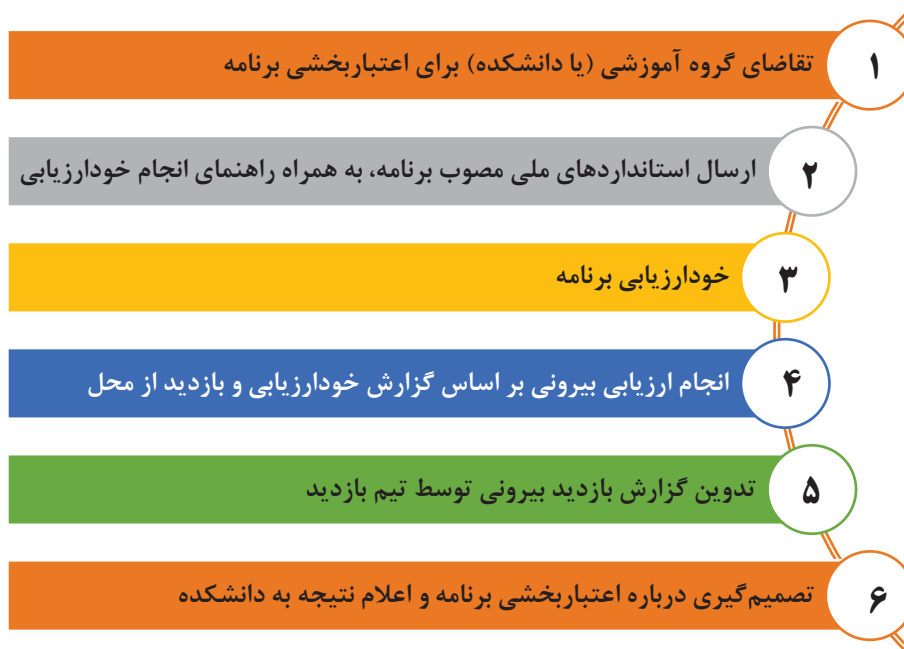 ۱
تقاضای گروه آموزشی (یا دانشکده) برای اعتباربخشی برنامه
۲
ارسال استانداردهای ملی مصوب برنامه، به همراه راهنمای انجام خودارزیابی
۳
خودارزیابی برنامه
۴
انجام ارزیابی بیرونی بر اساس گزارش خودارزیابی و بازدید از محل
۵
تدوین گزارش بازدید بیرونی توسط تیم بازدید
۶
تصمیم‌گیری درباره اعتباربخشی برنامه و اعلام نتیجه به دانشکده